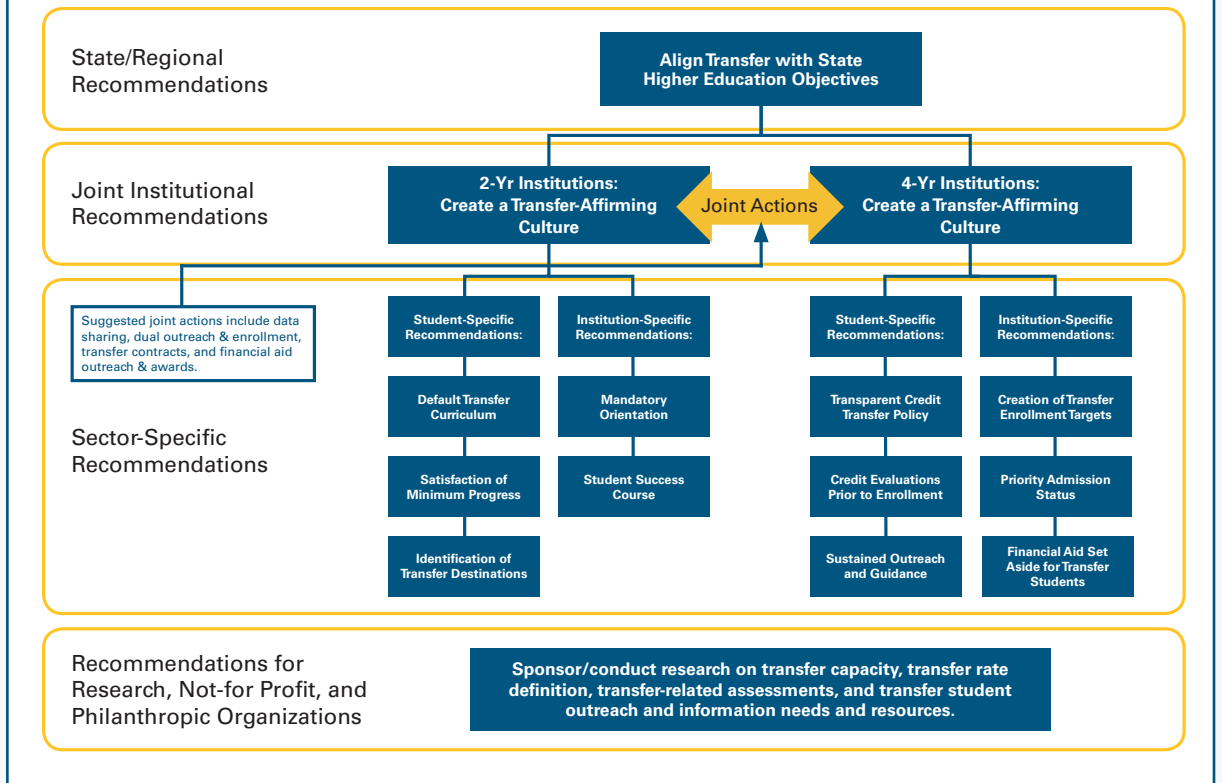 State/Regional
Recommendations
Align Transfer with State
Higher Education Objectives
Joint Institutional
Recommendations
2-Yr Institutions:
Create a Transfer-Affirming
Culture
Joint Actions
4-Yr Institutions:
Create a Transfer-Affirming
Culture
Suggested joint actions include data
sharing, dual outreach & enrollment,
transfer contracts, and financial aid
outreach & awards.
Sector-Specific
Recommendations
Student-Specific
Recommendations:
Default Transfer
Curriculum
Satisfaction of
Minimum Progress
Identification of
Transfer Destinations
Institution-Specific
Recommendations:
Mandatory
Orientation
Student Success
Course
Student-Specific
Recommendations:
Transparent Credit
Transfer Policy
Credit Evaluations
Prior to Enrollment
Sustained Outreach
and Guidance
Institution-Specific
Recommendations:
Creation of Transfer
Enrollment Targets
Priority Admission
Status
Financial Aid Set
Aside for Transfer
Students
Recommendations for
Research, Not-for Profit, and
Philanthropic Organizations
Sponsor/conduct research on transfer capacity, transfer rate
definition, transfer-related assessments, and transfer student
outreach and information needs and resources.